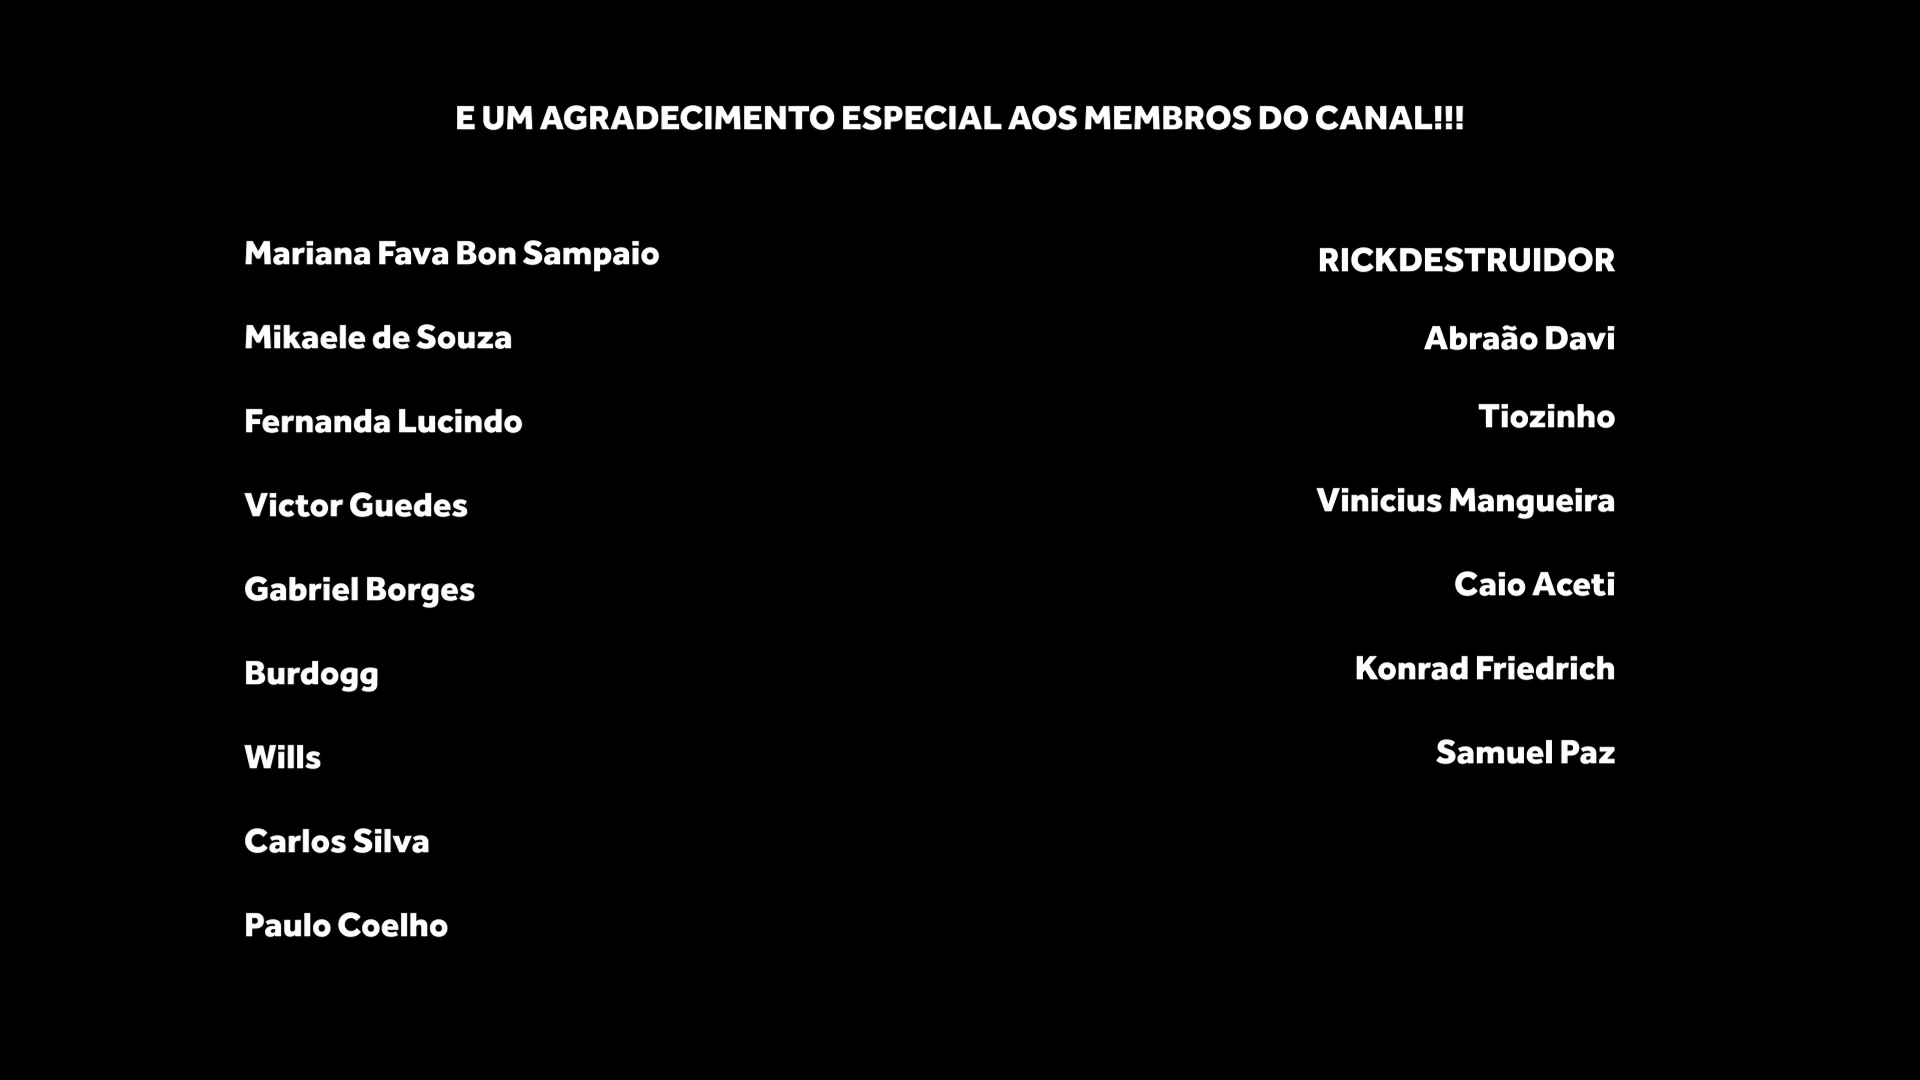 E UM AGRADECIMENTO ESPECIAL AOS MEMBROS DO CANAL!!!
Mariana Fava Bon Sampaio
Mikaele de Souza
Fernanda Lucindo
Victor Guedes
Gabriel Borges
Burdogg
Wills
Carlos Silva
Paulo Coelho
RICKDESTRUIDOR
Abraão Davi
Tiozinho
Vinicius Mangueira
Caio Aceti
Konrad Friedrich
Samuel Paz